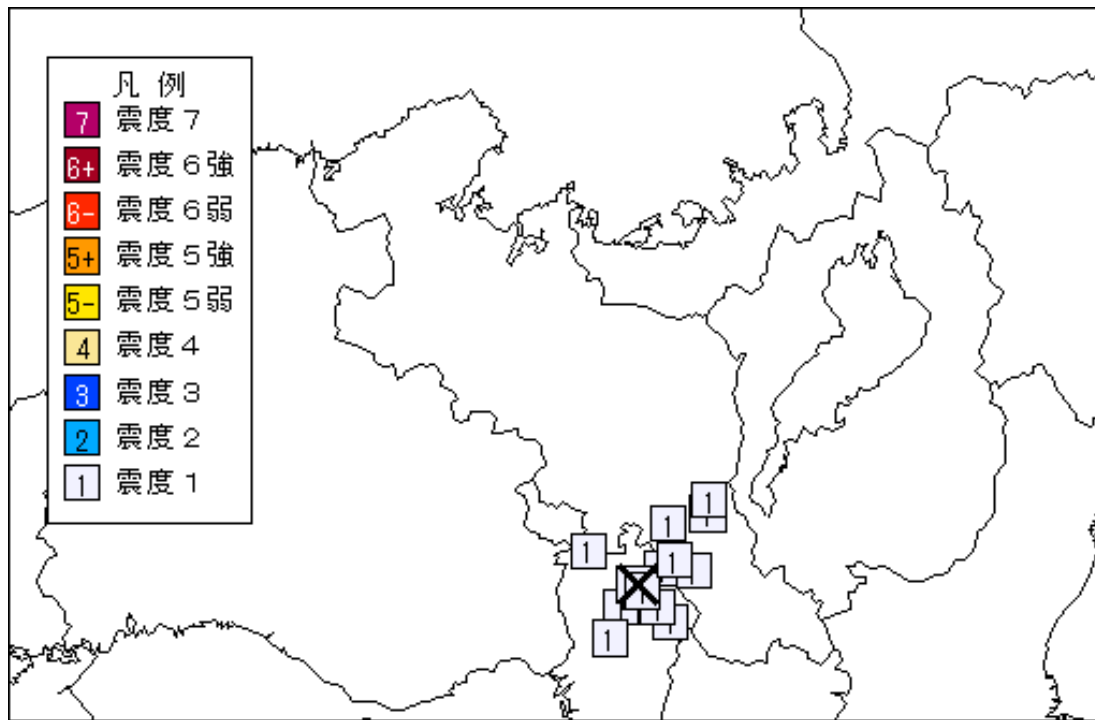 凡 例
7 震度７
6+ 震度６強
6- 震度６弱
5+ 震度５強
5- 震度５弱
4 震度４
3 震度３
2 震度２
1 震度１
1
1
1
1
1
1